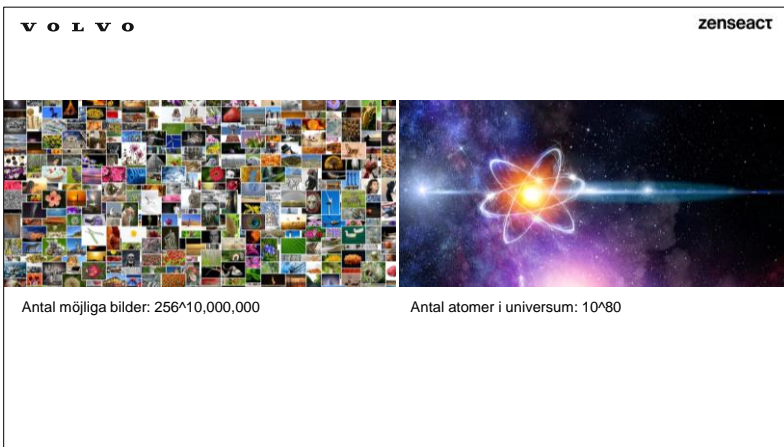 VOLVO
zenseact
Antal möjliga bilder: 256^10,000,000
Antal atomer i universum: 10^80